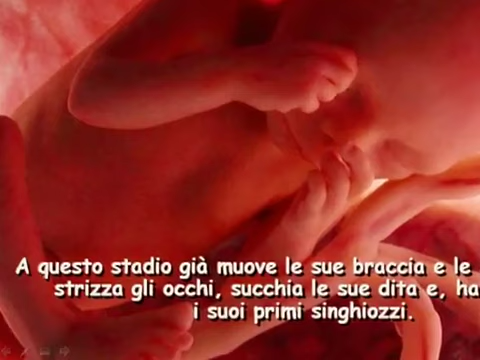 A questo stadio già muove le sue braccia e le
strizza gli occhi, succhia le sue dita e, ha
i suoi primi singhiozzi.